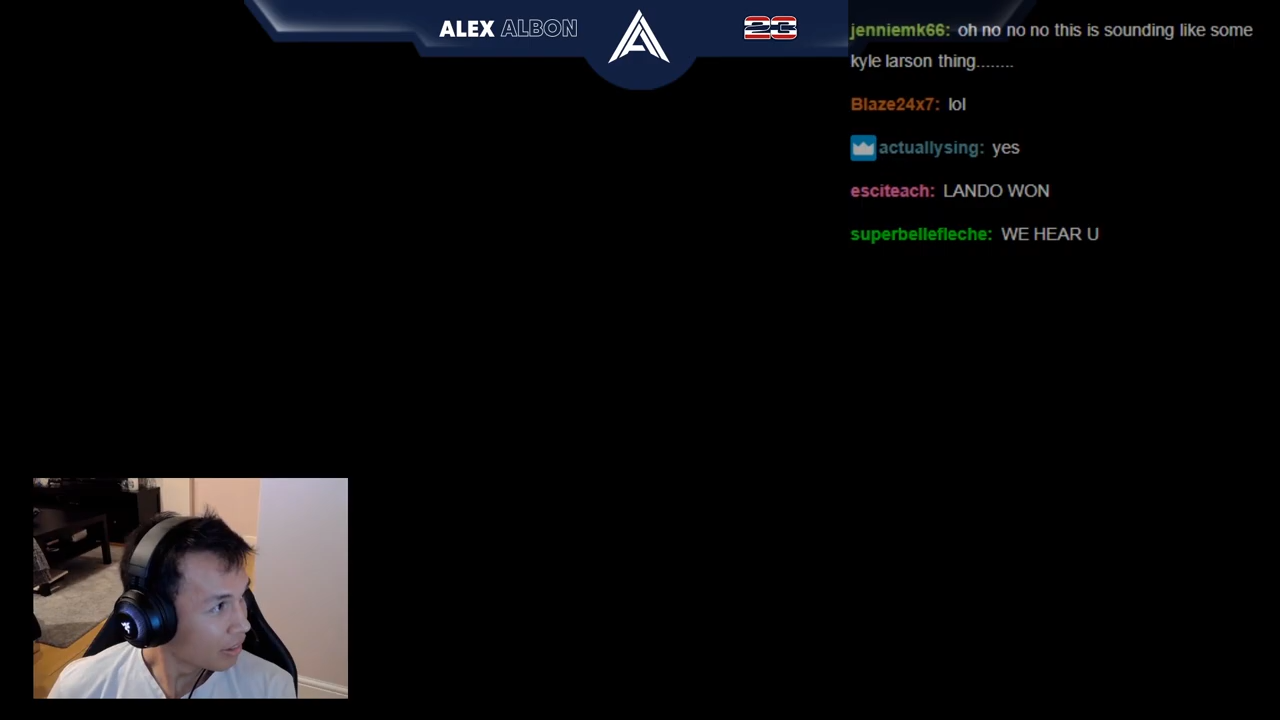 ALEX ALBON
23
jenniemk66: oh no no no this is sounding like some
kyle larson thing........
Blaze24x7: lol
actuallysing: yes
esciteach: LANDO WON
superbellefleche: WE HEAR U